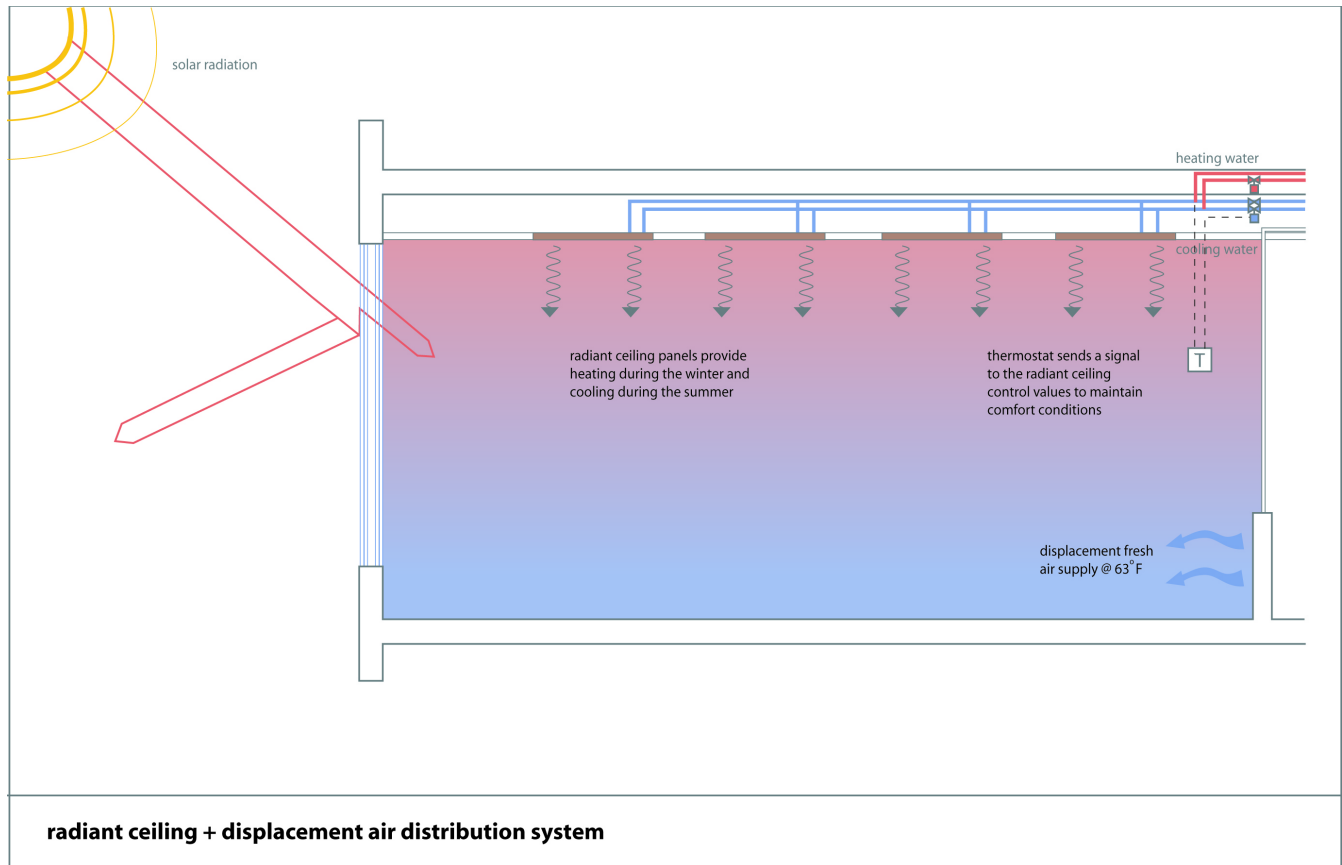 solar radiation
heating water
cooling water
radiant ceiling panels provide
heating during the winter and
cooling during the summer
thermostat sends a signal
to the radiant ceiling
control values to maintain
comfort conditions
T
displacement fresh
air supply @ 63°F
radiant ceiling + displacement air distribution system